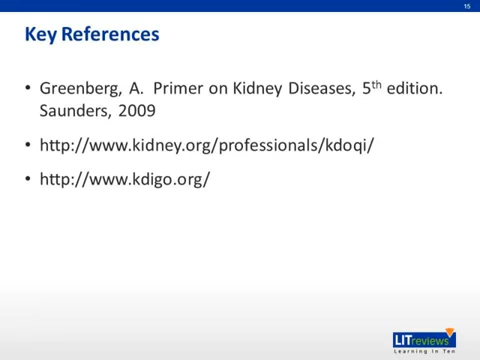 15
Key References
• Greenberg, A. Primer on Kidney Diseases, 5th edition.
Saunders, 2009
• http://www.kidney.org/professionals/kdoqi/
• http://www.kdigo.org/
LITreviews
Learning In Ten